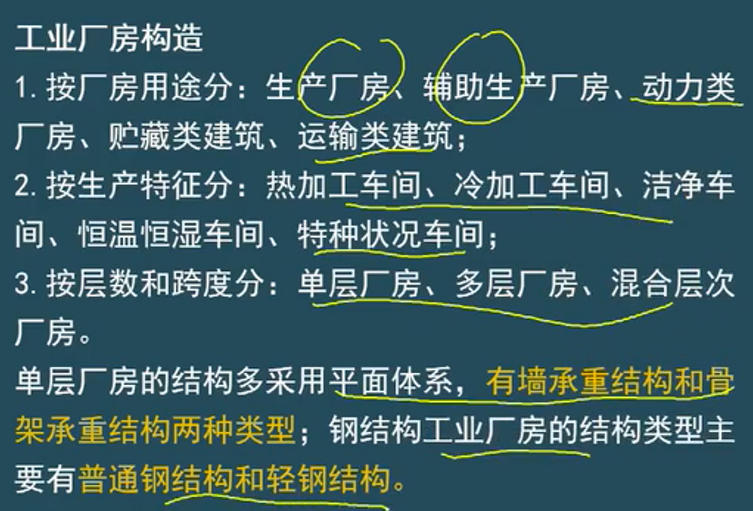 工业厂房构造
1.按厂房用途分：生产厂房、辅助生产厂房、动力类
厂房、贮藏类建筑、运输类建筑；
2.按生产特征分：热加工车间、冷加工车间、洁净车
间、恒温恒湿车间、特种状况车间；
3.按层数和跨度分：单层厂房、多层厂房、混合层次
厂房。
单层厂房的结构多采用平面体系，有墙承重结构和骨
架承重结构两种类型；钢结构工业厂房的结构类型主
要有普通钢结构和轻钢结构。